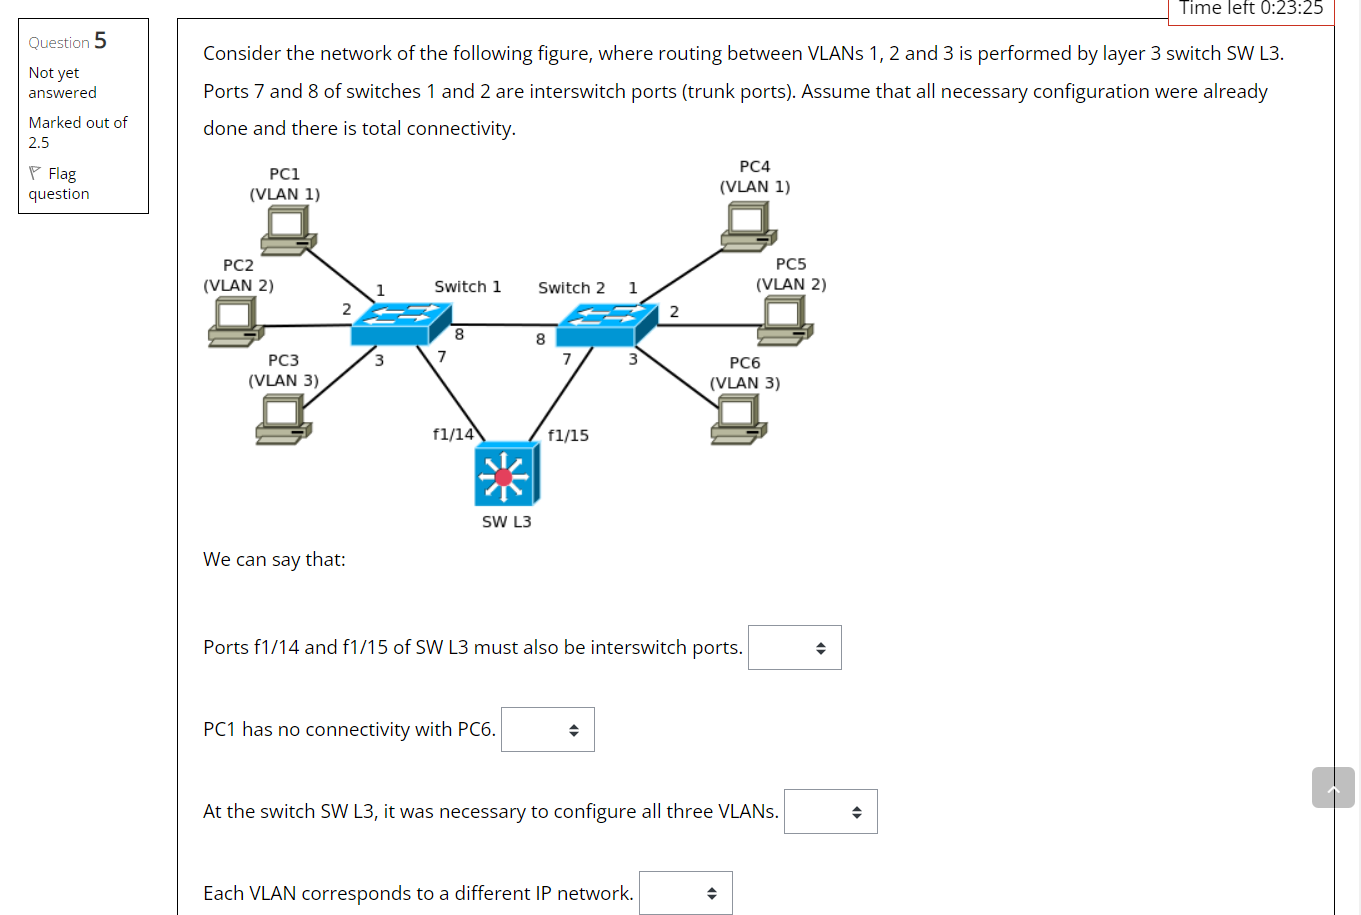 Time left 0:23:25
Question 5
Not yet
answered
Marked out of
2.5
Flag
question
Consider the network of the following figure, where routing between VLANs 1, 2 and 3 is performed by layer 3 switch SW L3.
Ports 7 and 8 of switches 1 and 2 are interswitch ports (trunk ports). Assume that all necessary configuration were already
done and there is total connectivity.
PC1
(VLAN 1)
PC4
(VLAN 1)
PC2
(VLAN 2)
PC5
(VLAN 2)
1
Switch 1
Switch 2
1
2
2
8
8
3
7
7
3
PC3
(VLAN 3)
PC6
(VLAN 3)
f1/14
f1/15
SW L3
We can say that:
Ports f1/14 and f1/15 of SW L3 must also be interswitch ports.
PC1 has no connectivity with PC6.
At the switch SW L3, it was necessary to configure all three VLANs.
Each VLAN corresponds to a different IP network.